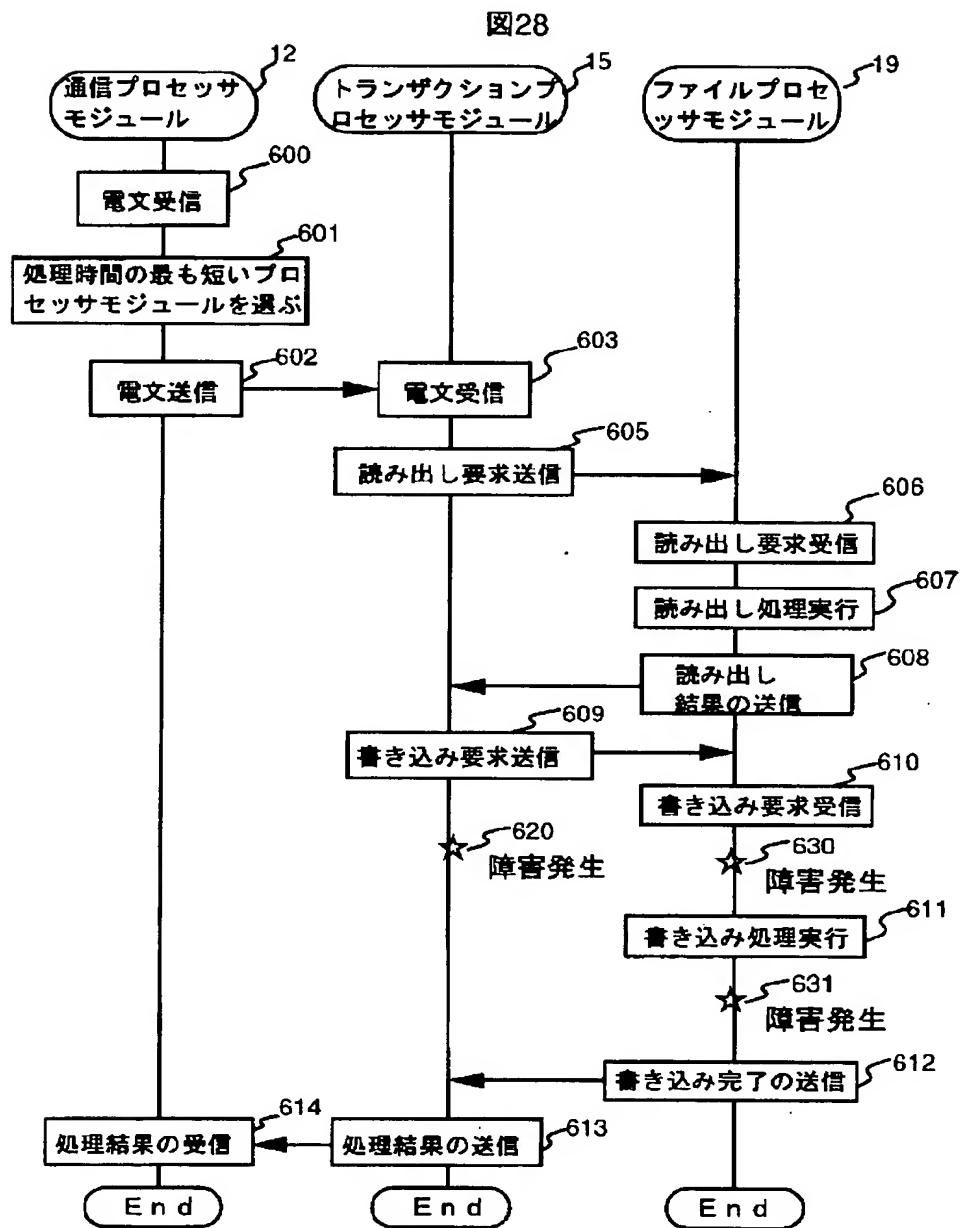 図28
12
15
19
通信プロセッサ
モジュール
トランザクションプ
ロセッサモジュール
ファイルプロセ
ッサモジュール
600
電文受信
601
処理時間の最も短いプロ
セッサモジュールを選ぶ
602
603
電文送信
電文受信
605
読み出し要求送信
606
読み出し要求受信
607
読み出し処理実行
608
読み出し
結果の送信
609
書き込み要求送信
610
書き込み要求受信
620
障害発生
630
障害発生
611
書き込み処理実行
631
障害発生
612
書き込み完了の送信
614
処理結果の受信
処理結果の送信
613
End
End
End